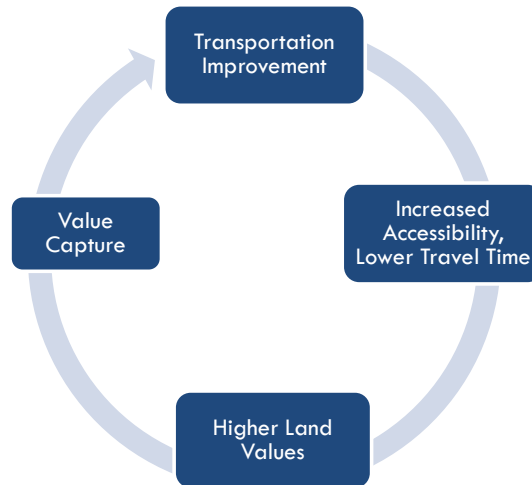 Transportation
Improvement
Increased
Accessibility,
Lower Travel Time
Higher Land
Values
Value
Capture